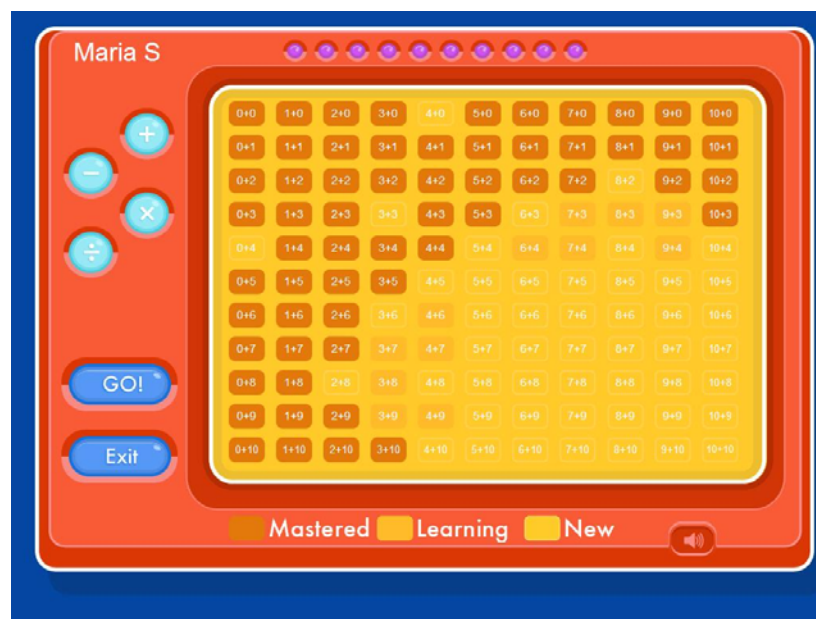 Maria S
+
−
×
÷
0+0 1+0 2+0 3+0 4+0 5+0 6+0 7+0 8+0 9+0 10+0
0+1 1+1 2+1 3+1 4+1 5+1 6+1 7+1 8+1 9+1 10+1
0+2 1+2 2+2 3+2 4+2 5+2 6+2 7+2 8+2 9+2 10+2
0+3 1+3 2+3 3+3 4+3 5+3 6+3 7+3 8+3 9+3 10+3
0+4 1+4 2+4 3+4 4+4 5+4 6+4 7+4 8+4 9+4 10+4
0+5 1+5 2+5 3+5 4+5 5+5 6+5 7+5 8+5 9+5 10+5
0+6 1+6 2+6 3+6 4+6 5+6 6+6 7+6 8+6 9+6 10+6
0+7 1+7 2+7 3+7 4+7 5+7 6+7 7+7 8+7 9+7 10+7
0+8 1+8 2+8 3+8 4+8 5+8 6+8 7+8 8+8 9+8 10+8
0+9 1+9 2+9 3+9 4+9 5+9 6+9 7+9 8+9 9+9 10+9
0+10 1+10 2+10 3+10 4+10 5+10 6+10 7+10 8+10 9+10 10+10
GO!
Exit
Mastered Learning New